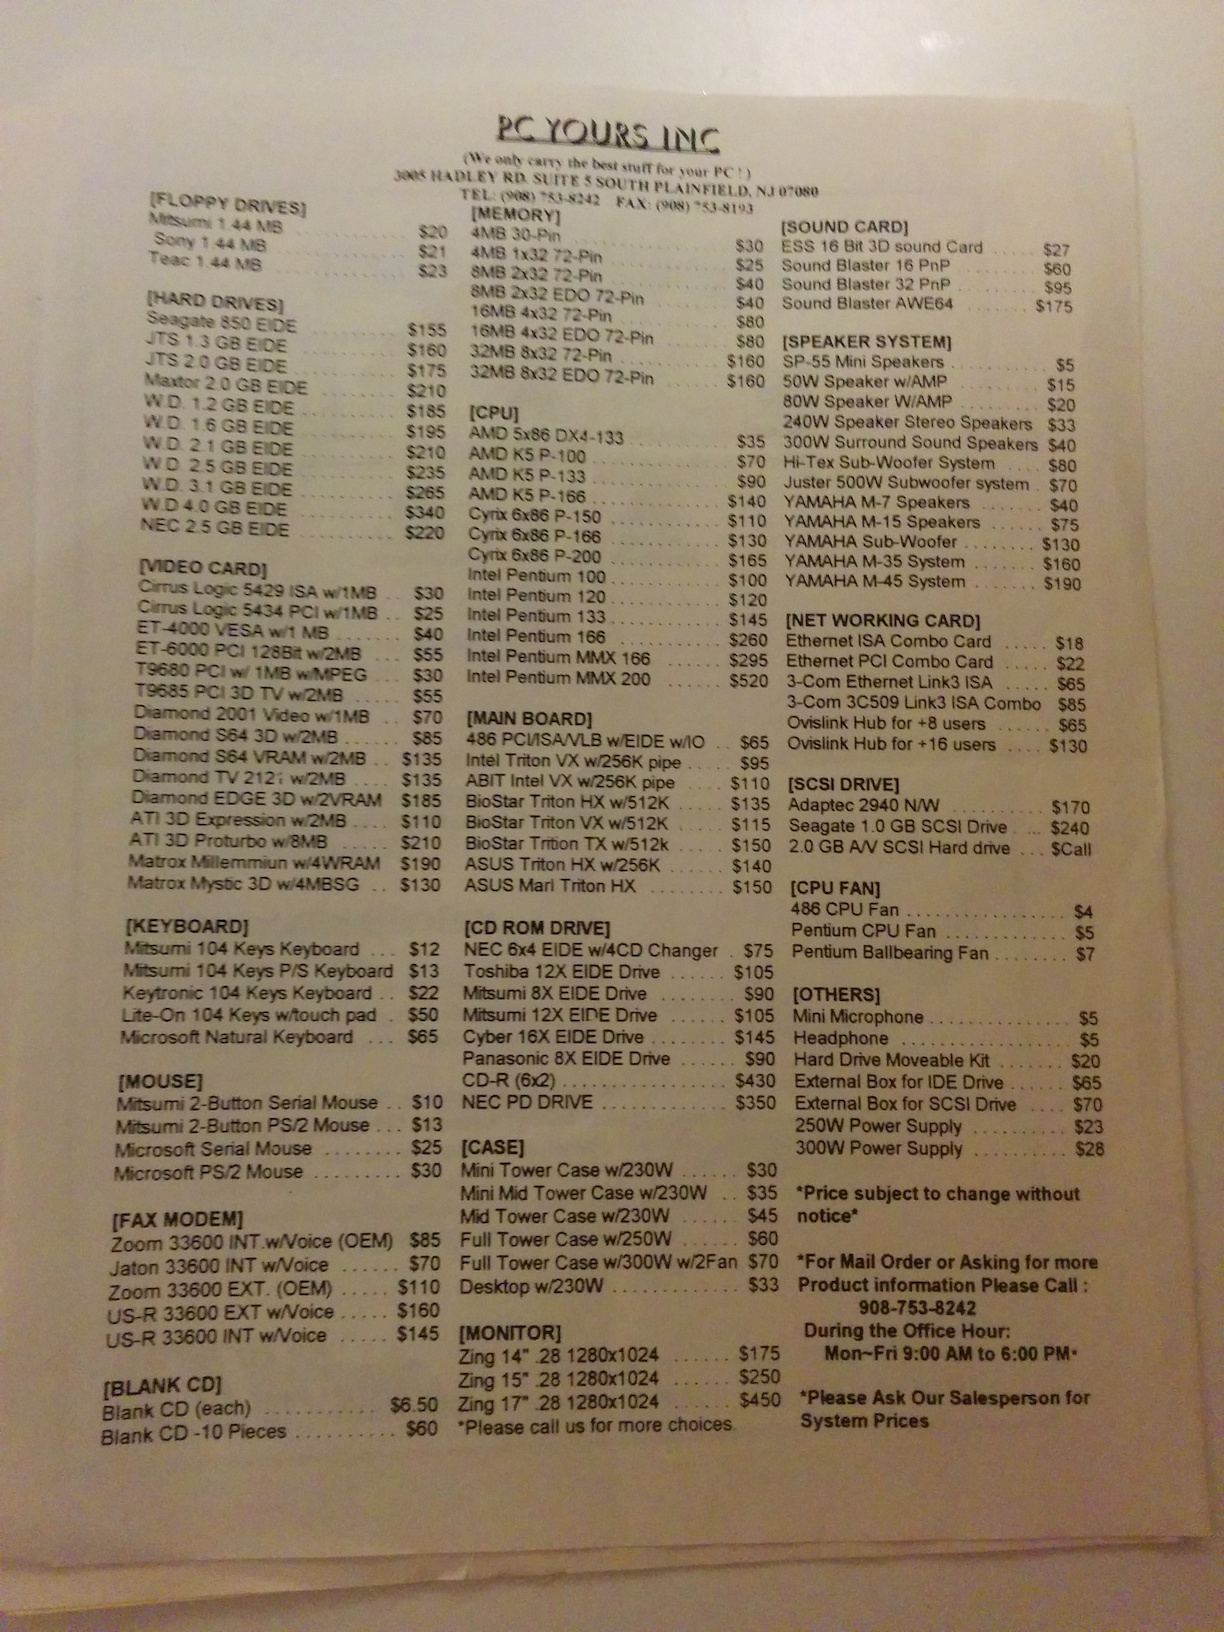 PC YOURS INC
(We only carry the best stuff for your PC!)
3005 HADLEY RD. SUITE 5 SOUTH PLAINFIELD, NJ 07080
TEL: (908) 753-8242 FAX: (908) 753-8193
[FLOPPY DRIVES]
Mitsumi 1.44 MB $20
Sony 1.44 MB $21
Teac 1.44 MB $23
[HARD DRIVES]
Seagate 850 EIDE $155
JTS 1.3 GB EIDE $160
JTS 2.0 GB EIDE $175
Maxtor 2.0 GB EIDE $210
W.D. 1.2 GB EIDE $185
W.D. 1.6 GB EIDE $195
W.D. 2.1 GB EIDE $210
W.D. 2.5 GB EIDE $235
W.D. 3.1 GB EIDE $265
W.D 4.0 GB EIDE $340
NEC 2.5 GB EIDE $220
[VIDEO CARD]
Cirrus Logic 5429 ISA w/1MB $30
Cirrus Logic 5434 PCI w/1MB $25
ET-4000 VESA w/1 MB $40
ET-6000 PCI 128Bit w/2MB $55
T9680 PCI w/ 1MB w/MPEG $30
T9685 PCI 3D TV w/2MB $55
Diamond 2001 Video w/1MB $70
Diamond S64 3D w/2MB $85
Diamond S64 VRAM w/2MB $135
Diamond TV 2121 w/2MB $135
Diamond EDGE 3D w/2VRAM $185
ATI 3D Expression w/2MB $110
ATI 3D Proturbo w/8MB $210
Matrox Millemmiun w/4WRAM $190
Matrox Mystic 3D w/4MBSG $130
[KEYBOARD]
Mitsumi 104 Keys Keyboard $12
Mitsumi 104 Keys P/S Keyboard $13
Keytronic 104 Keys Keyboard $22
Lite-On 104 Keys w/touch pad $50
Microsoft Natural Keyboard $65
[MOUSE]
Mitsumi 2-Button Serial Mouse $10
Mitsumi 2-Button PS/2 Mouse $13
Microsoft Serial Mouse $25
Microsoft PS/2 Mouse $30
[FAX MODEM]
Zoom 33600 INT.w/Voice (OEM) $85
Jaton 33600 INT w/Voice $70
Zoom 33600 EXT. (OEM) $110
US-R 33600 EXT w/Voice $160
US-R 33600 INT w/Voice $145
[BLANK CD]
Blank CD (each) $6.50
Blank CD -10 Pieces $60
[MEMORY]
4MB 30-Pin $30
4MB 1x32 72-Pin $25
8MB 2x32 72-Pin $40
8MB 2x32 EDO 72-Pin $40
16MB 4x32 72-Pin $80
16MB 4x32 EDO 72-Pin $80
32MB 8x32 72-Pin $160
32MB 8x32 EDO 72-Pin $160
[CPU]
AMD 5x86 DX4-133 $35
AMD K5 P-100 $70
AMD K5 P-133 $90
AMD K5 P-166 $140
Cyrix 6x86 P-150 $110
Cyrix 6x86 P-166 $130
Cyrix 6x86 P-200 $165
Intel Pentium 100 $100
Intel Pentium 120 $120
Intel Pentium 133 $145
Intel Pentium 166 $260
Intel Pentium MMX 166 $295
Intel Pentium MMX 200 $520
[MAIN BOARD]
486 PCI/ISA/VLB w/EIDE w/IO $65
Intel Triton VX w/256K pipe $95
ABIT Intel VX w/256K pipe $110
BioStar Triton HX w/512K $135
BioStar Triton VX w/512K $115
BioStar Trition TX w/512k $150
ASUS Triton HX w/256K $140
ASUS Marl Triton HX $150
[CD ROM DRIVE]
NEC 6x4 EIDE w/4CD Changer $75
Toshiba 12X EIDE Drive $105
Mitsumi 8X EIDE Drive $90
Mitsumi 12X EIDE Drive $105
Cyber 16X EIDE Drive $145
Panasonic 8X EIDE Drive $90
CD-R (6x2) $430
NEC PD DRIVE $350
[CASE]
Mini Tower Case w/230W $30
Mini Mid Tower Case w/230W $35
Mid Tower Case w/230W $45
Full Tower Case w/250W $60
Full Tower Case w/300W w/2Fan $70
Desktop w/230W $33
[MONITOR]
Zing 14" .28 1280x1024 $175
Zing 15" .28 1280x1024 $250
Zing 17" .28 1280x1024 $450
*Please call us for more choices.
[SOUND CARD]
ESS 16 Bit 3D sound Card $27
Sound Blaster 16 PnP $60
Sound Blaster 32 PnP $95
Sound Blaster AWE64 $175
[SPEAKER SYSTEM]
SP-55 Mini Speakers $5
50W Speaker w/AMP $15
80W Speaker W/AMP $20
240W Speaker Stereo Speakers $33
300W Surround Sound Speakers $40
Hi-Tex Sub-Woofer System $80
Juster 500W Subwoofer system $70
YAMAHA M-7 Speakers $40
YAMAHA M-15 Speakers $75
YAMAHA Sub-Woofer $130
YAMAHA M-35 System $160
YAMAHA M-45 System $190
[NET WORKING CARD]
Ethernet ISA Combo Card $18
Ethernet PCI Combo Card $22
3-Com Ethernet Link3 ISA $65
3-Com 3C509 Link3 ISA Combo $85
Ovislink Hub for +8 users $65
Ovislink Hub for +16 users $130
[SCSI DRIVE]
Adaptec 2940 N/W $170
Seagate 1.0 GB SCSI Drive $240
2.0 GB A/V SCSI Hard drive $Call
[CPU FAN]
486 CPU Fan $4
Pentium CPU Fan $5
Pentium Ballbearing Fan $7
[OTHERS]
Mini Microphone $5
Headphone $5
Hard Drive Moveable Kit $20
External Box for IDE Drive $65
External Box for SCSI Drive $70
250W Power Supply $23
300W Power Supply $28
*Price subject to change without
notice*
*For Mail Order or Asking for more
Product information Please Call :
908-753-8242
During the Office Hour:
Mon~Fri 9:00 AM to 6:00 PM*
*Please Ask Our Salesperson for
System Prices